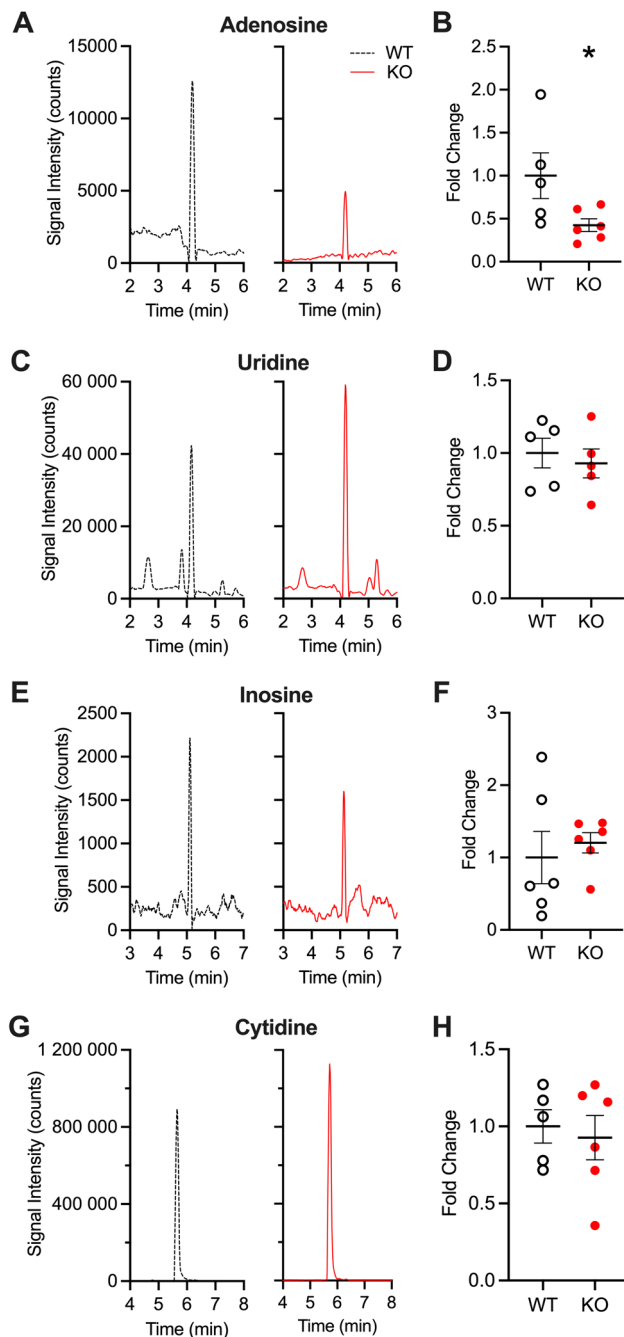 A Adenosine B
WT
KO
Signal Intensity (counts)
15000
10000
5000
0
2 3 4 5 6
Time (min)
2 3 4 5 6
Time (min)
Fold Change
2.5
2.0
1.5
1.0
0.5
0.0
*
WT KO
C Uridine D
Signal Intensity (counts)
60 000
40 000
20 000
0
2 3 4 5 6
Time (min)
2 3 4 5 6
Time (min)
Fold Change
1.5
1.0
0.5
0.0
WT KO
E Inosine F
Signal Intensity (counts)
2500
2000
1500
1000
500
0
3 4 5 6 7
Time (min)
3 4 5 6 7
Time (min)
Fold Change
3
2
1
0
WT KO
G Cytidine H
Signal Intensity (counts)
1 200 000
800 000
400 000
0
4 5 6 7 8
Time (min)
4 5 6 7 8
Time (min)
Fold Change
1.5
1.0
0.5
0.0
WT KO